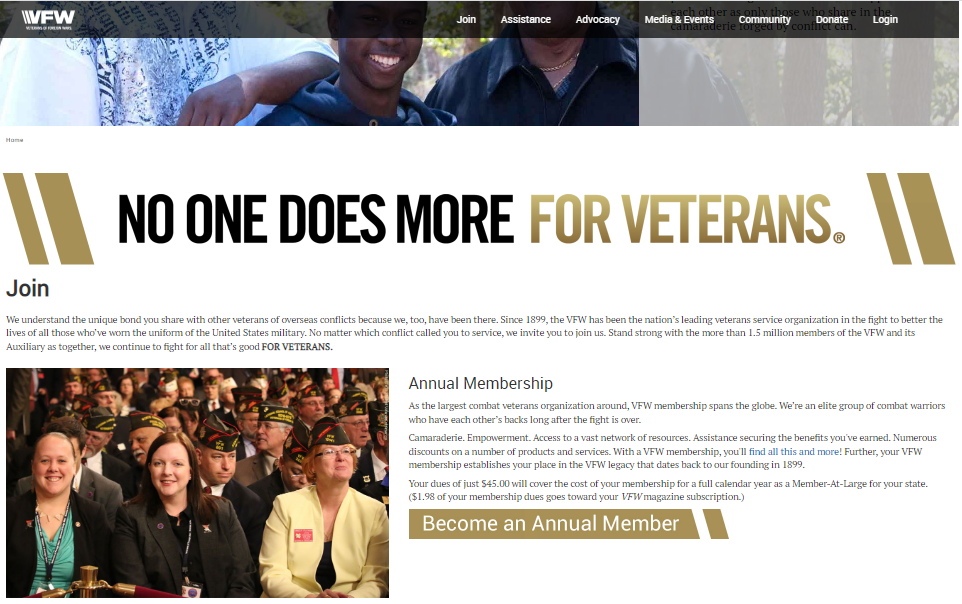 VFW
VETERANS OF FOREIGN WARS
Join Assistance Advocacy Media & Events Community Donate Login
each other as only those who share in the
camaraderie forged by conflict can.
Home
NO ONE DOES MORE FOR VETERANS.®
Join
We understand the unique bond you share with other veterans of overseas conflicts because we, too, have been there. Since 1899, the VFW has been the nation's leading veterans service organization in the fight to better the
lives of all those who've worn the uniform of the United States military. No matter which conflict called you to service, we invite you to join us. Stand strong with the more than 1.5 million members of the VFW and its
Auxiliary as together, we continue to fight for all that's good FOR VETERANS.
Annual Membership
As the largest combat veterans organization around, VFW membership spans the globe. We're an elite group of combat warriors
who have each other's backs long after the fight is over.
Camaraderie. Empowerment. Access to a vast network of resources. Assistance securing the benefits you've earned. Numerous
discounts on a number of products and services. With a VFW membership, you'll find all this and more! Further, your VFW
membership establishes your place in the VFW legacy that dates back to our founding in 1899.
Your dues of just $45.00 will cover the cost of your membership for a full calendar year as a Member-At-Large for your state.
($1.98 of your membership dues goes toward your VFW magazine subscription.)
Become an Annual Member